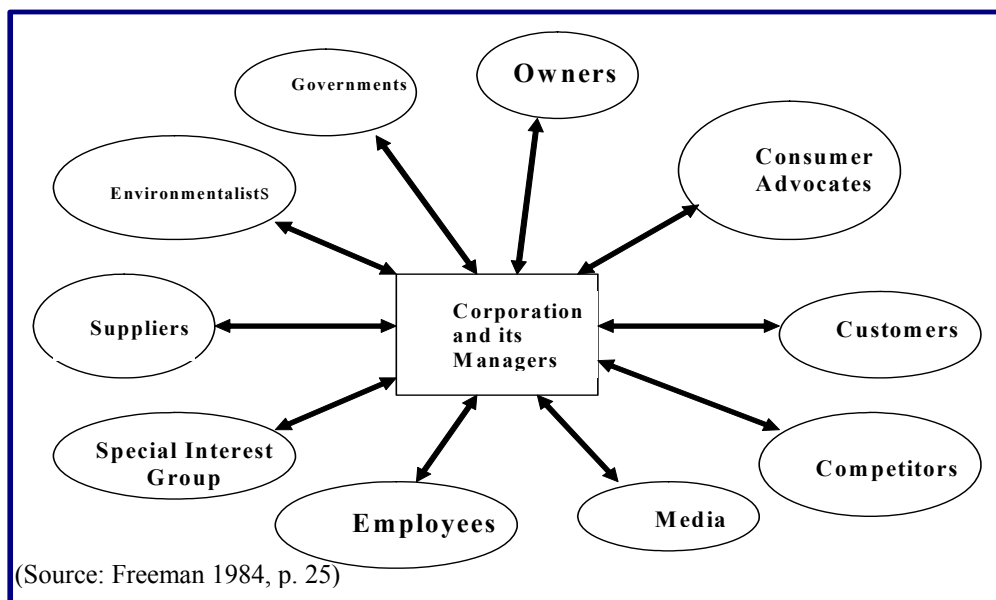 Governments
Owners
Consumer
Advocates
EnvironmentalistS
Corporation
and its
Managers
Suppliers
Customers
Special Interest
Group
Competitors
Employees
Media
(Source: Freeman 1984, p. 25)